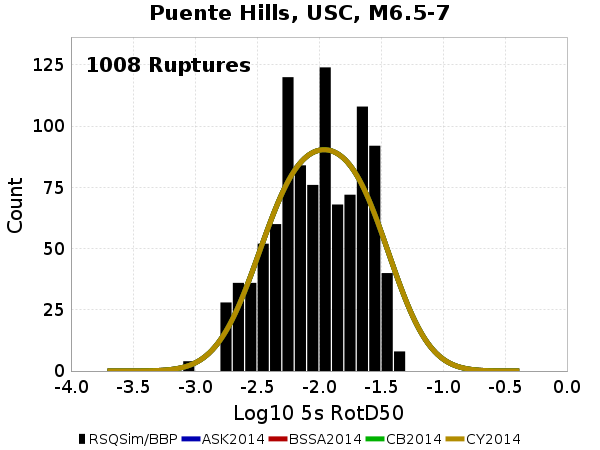 Puente Hills, USC, M6.5-7
1008 Ruptures
Count
125
100
75
50
25
0
-4.0 -3.5 -3.0 -2.5 -2.0 -1.5 -1.0 -0.5 0.0
Log10 5s RotD50
RSQSim/BBP ASK2014 BSSA2014 CB2014 CY2014